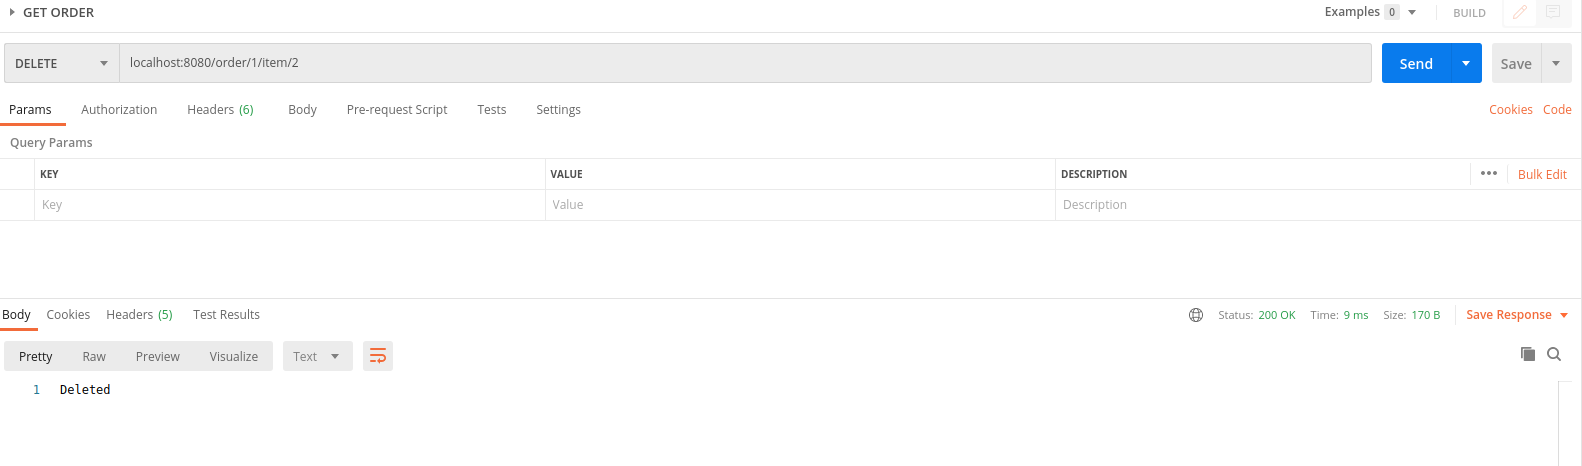 GET ORDER Examples 0 BUILD
DELETE localhost:8080/order/1/item/2 Send Save
Params Authorization Headers (6) Body Pre-request Script Tests Settings Cookies Code
Query Params
KEY VALUE DESCRIPTION Bulk Edit
Key Value Description
Body Cookies Headers (5) Test Results Status: 200 OK Time: 9 ms Size: 170 B Save Response
Pretty Raw Preview Visualize Text
1 Deleted